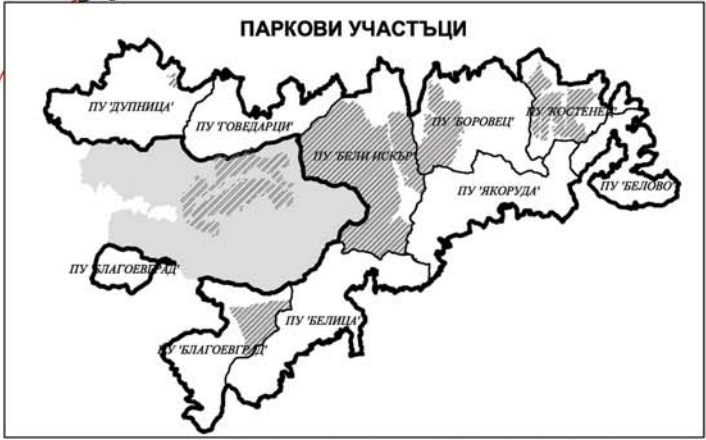 ПАРКОВИ УЧАСТЪЦИ
ПУ 'ДУПНИЦА'
ПУ 'ГОВЕДАРЦИ'
ПУ 'БЕЛИ ИСКЪР'
ПУ 'БОРОВЕЦ'
ПУ 'КОСТЕНЕЦ'
ПУ 'ЯКОРУДА'
ПУ 'БЕЛОВО'
ПУ 'БЛАГОЕВГРАД'
ПУ 'БЕЛИЦА'
ПУ 'БЛАГОЕВГРАД'